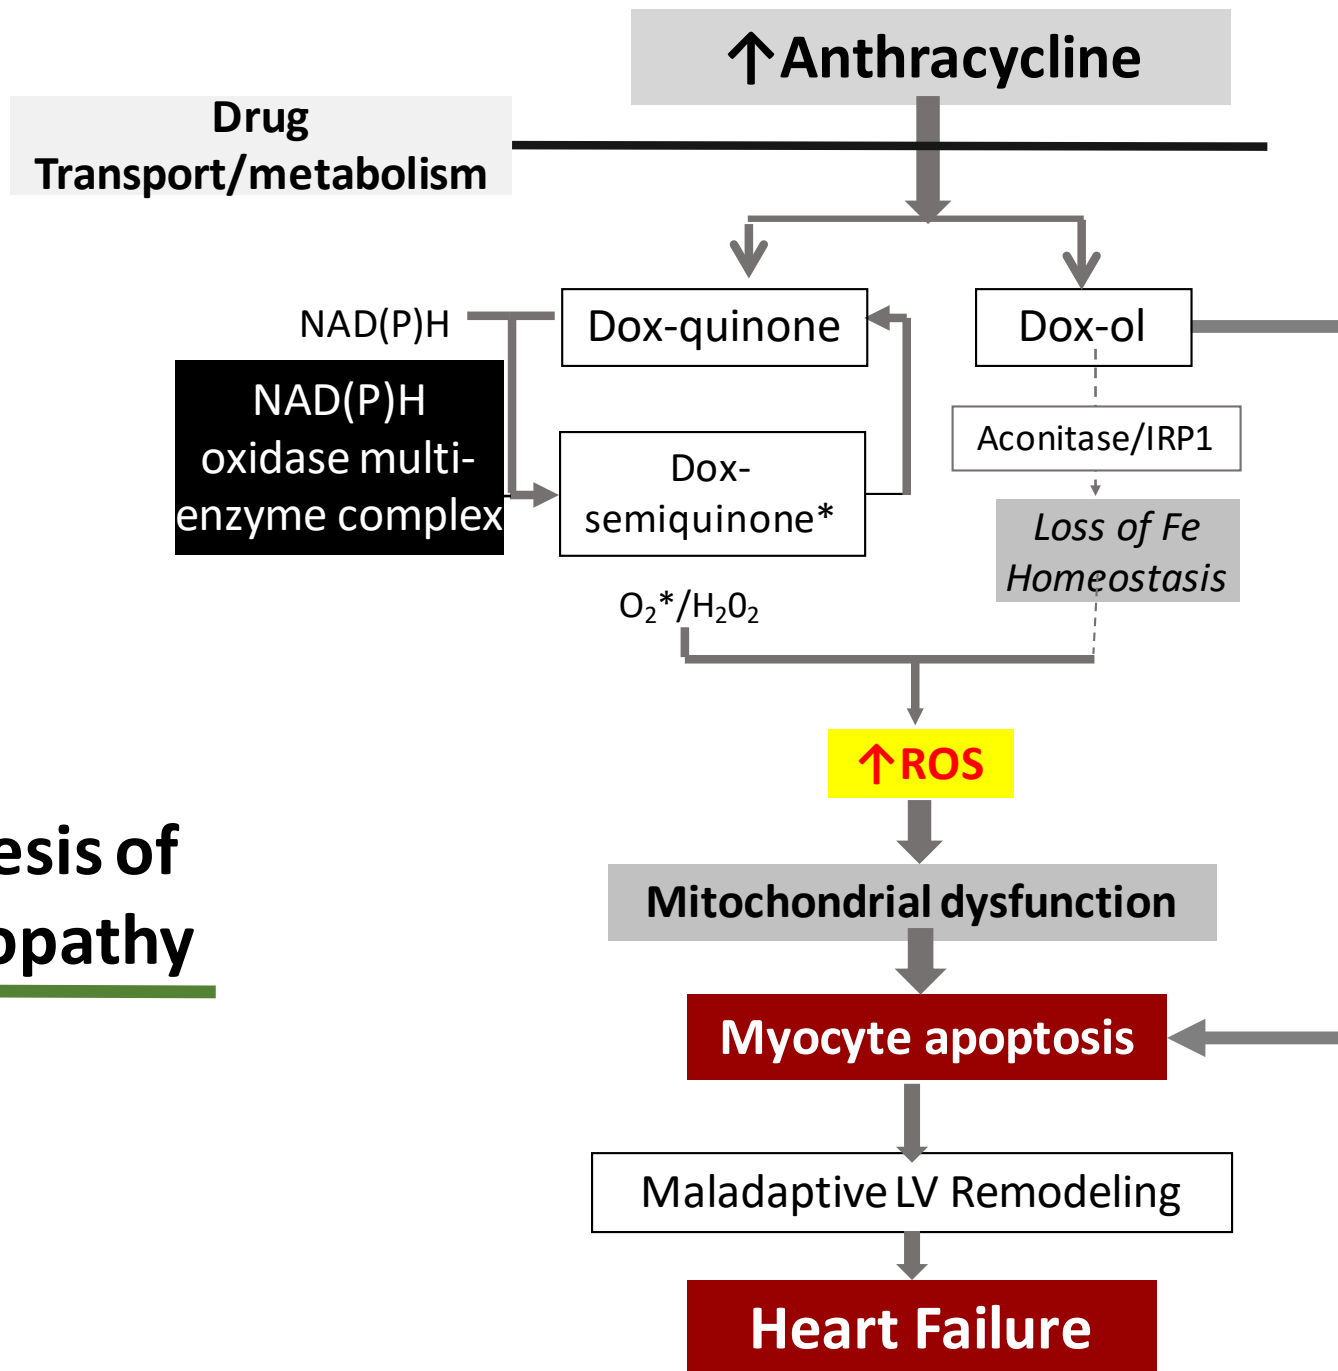 ↑Anthracycline
Drug
Transport/metabolism
NAD(P)H
Dox-quinone
Dox-ol
NAD(P)H
oxidase multi-
enzyme complex
Dox-
semiquinone*
Aconitase/IRP1
Loss of Fe
Homeostasis
O₂*/H₂0₂
↑ROS
esis of
opathy
Mitochondrial dysfunction
Myocyte apoptosis
Maladaptive LV Remodeling
Heart Failure